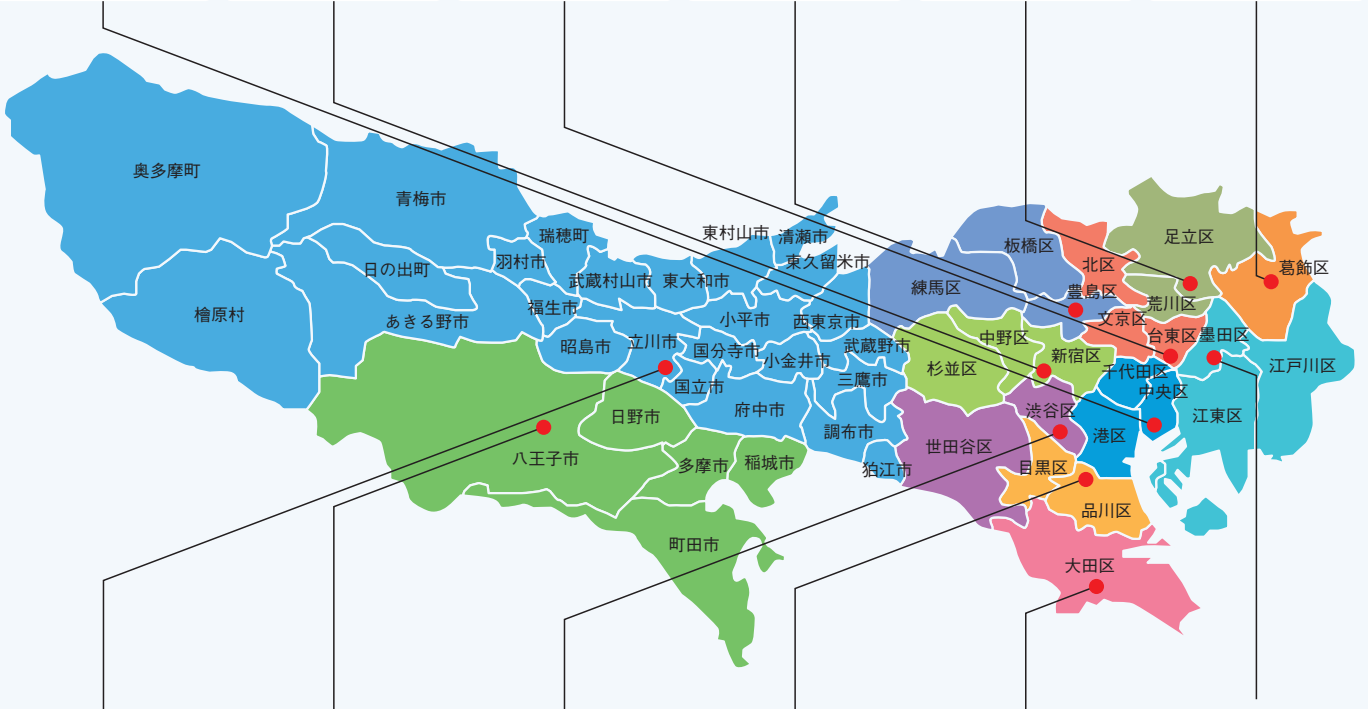 奥多摩町
青梅市
檜原村
日の出町
あきる野市
瑞穂町
羽村市
武蔵村山市
東大和市
東村山市
清瀬市
東久留米市
福生市
昭島市
立川市
小平市
西東京市
国分寺市
小金井市
武蔵野市
国立市
三鷹市
府中市
調布市
狛江市
日野市
八王子市
多摩市
稲城市
町田市
板橋区
練馬区
北区
豊島区
足立区
荒川区
葛飾区
文京区
台東区
墨田区
江戸川区
中野区
杉並区
新宿区
千代田区
中央区
江東区
渋谷区
港区
世田谷区
目黒区
品川区
大田区